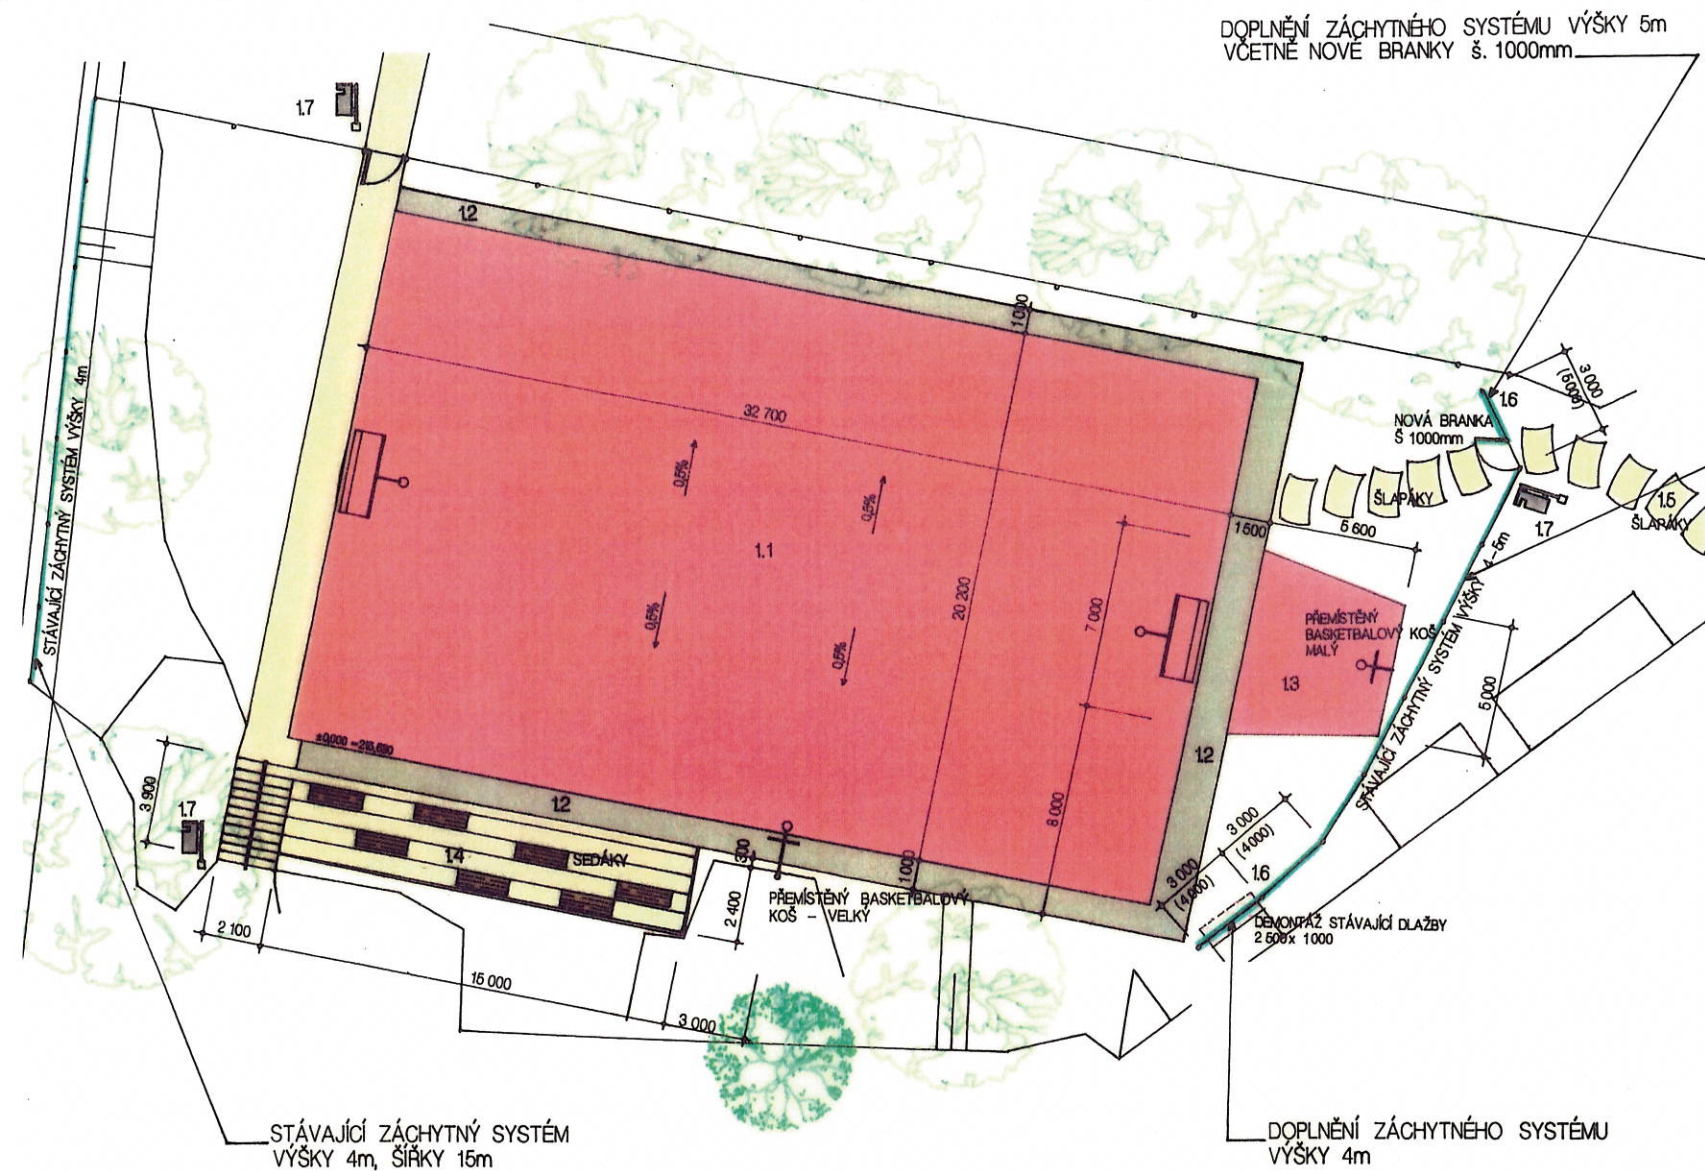 DOPLNĚNÍ ZÁCHYTNÉHO SYSTÉMU VÝŠKY 5m
VČETNĚ NOVÉ BRANKY š. 1000mm
1.7
1.2
1 000
3 000
(5000)
1.6
NOVÁ BRANKA
Š 1000mm
STÁVAJÍCÍ ZÁCHYTNÝ SYSTÉM VÝŠKY 4m
32 700
0,5%
0,5%
ŠLAPÁKY
1.5
ŠLAPÁKY
1.7
1 500
5 600
1.1
STÁVAJÍCÍ ZÁCHYTNÝ SYSTÉM VÝŠKY 4-5m
20 200
7 000
0,5%
0,5%
PŘEMÍSTĚNÝ
BASKETBALOVÝ KOŠ
MALÝ
1.3
5 000
1.2
3 900
1.7
1.2
8 000
3 000
(4000)
1.4
SEDÁKY
300
1000
3 000
(4000)
1.6
PŘEMÍSTĚNÝ BASKETBALOVÝ
KOŠ - VELKÝ
2 400
DEMONTÁŽ STÁVAJÍCÍ DLAŽBY
2 500x 1000
2 100
15 000
3 000
STÁVAJÍCÍ ZÁCHYTNÝ SYSTÉM
VÝŠKY 4m, ŠÍŘKY 15m
DOPLNĚNÍ ZÁCHYTNÉHO SYSTÉMU
VÝŠKY 4m